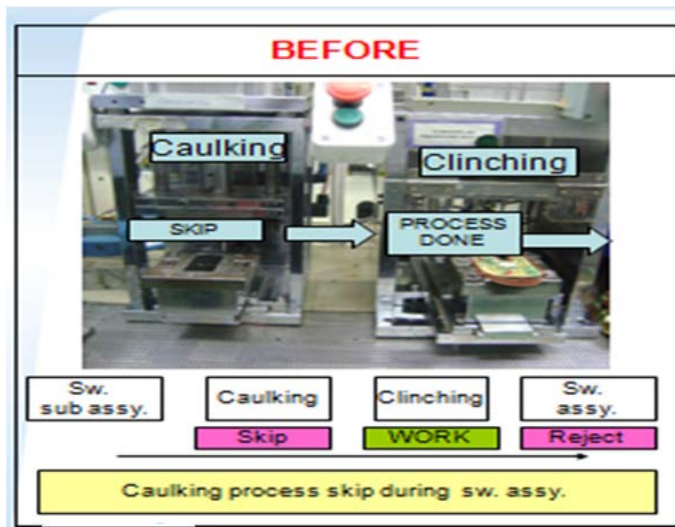 BEFORE
Caulking
Clinching
SKIP
PROCESS
DONE
Sw.
sub assy.
Caulking
Clinching
Sw.
assy.
Skip
WORK
Reject
Caulking process skip during sw. assy.